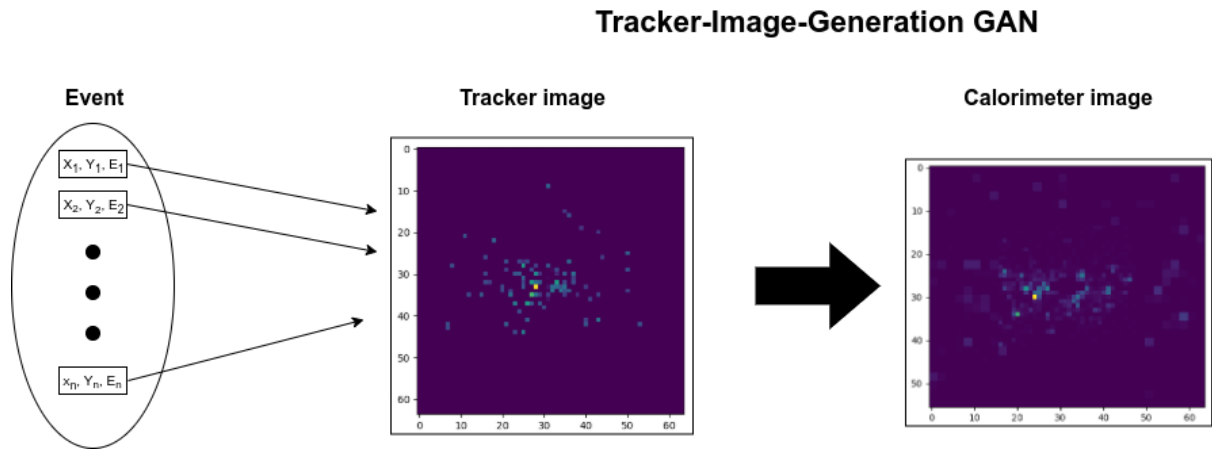 Tracker-Image-Generation GAN
Event
Tracker image
Calorimeter image
X1, Y1, E1
X2, Y2, E2
xn, Yn, En
0
10
20
30
40
50
60
0 10 20 30 40 50 60
0
10
20
30
40
50
0 10 20 30 40 50 60